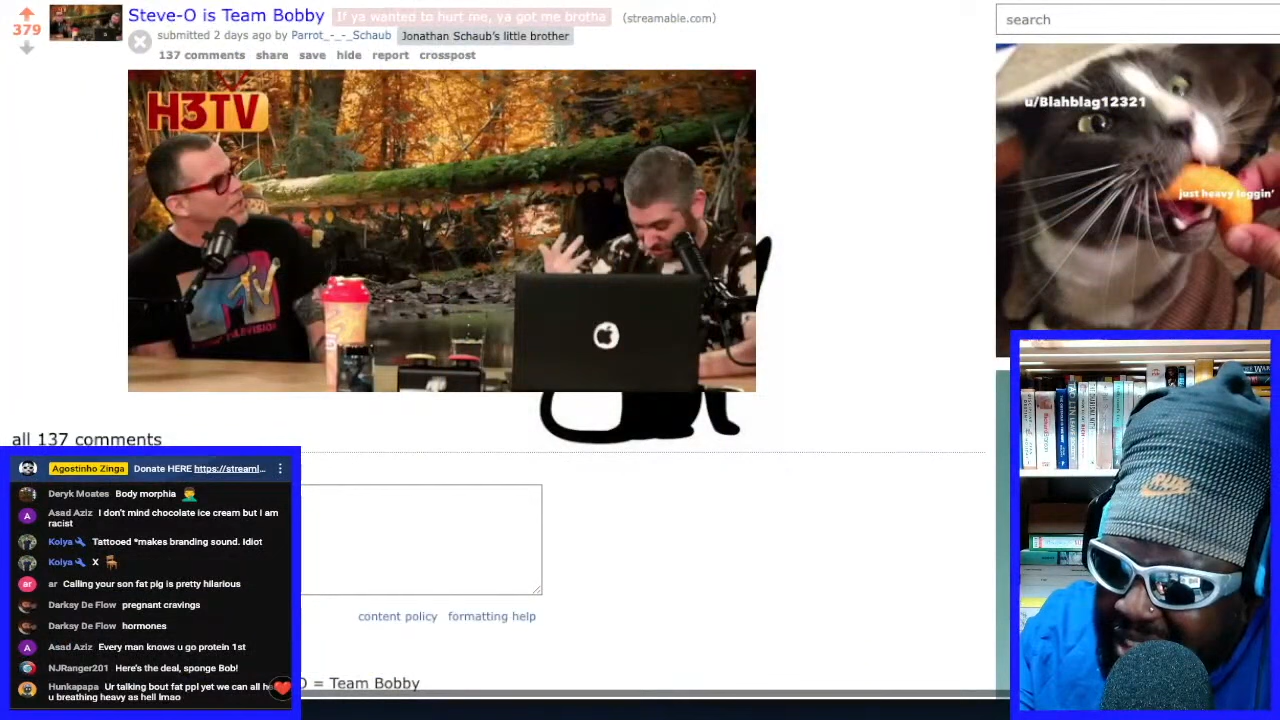 379
Steve-O is Team Bobby If ya wanted to hurt me, ya got me brotha (streamable.com)
submitted 2 days ago by Parrot_-_-_Schaub Jonathan Schaub's little brother
137 comments share save hide report crosspost
search
H3TV
MTV
u/Blahblag12321
just heavy loggin'
all 137 comments
Agostinho Zinga Donate HERE https://streaml...
Deryk Moates Body morphia
Asad Aziz I don't mind chocolate ice cream but I am
racist
Kolya Tattooed *makes branding sound. Idiot
Kolya X
ar Calling your son fat pig is pretty hilarious
Darksy De Flow pregnant cravings
Darksy De Flow hormones
Asad Aziz Every man knows u go protein 1st
NJRanger201 Here's the deal, sponge Bob!
Hunkapapa Ur talking bout fat ppl yet we can all
u breathing heavy as hell lmao
content policy formatting help
O = Team Bobby